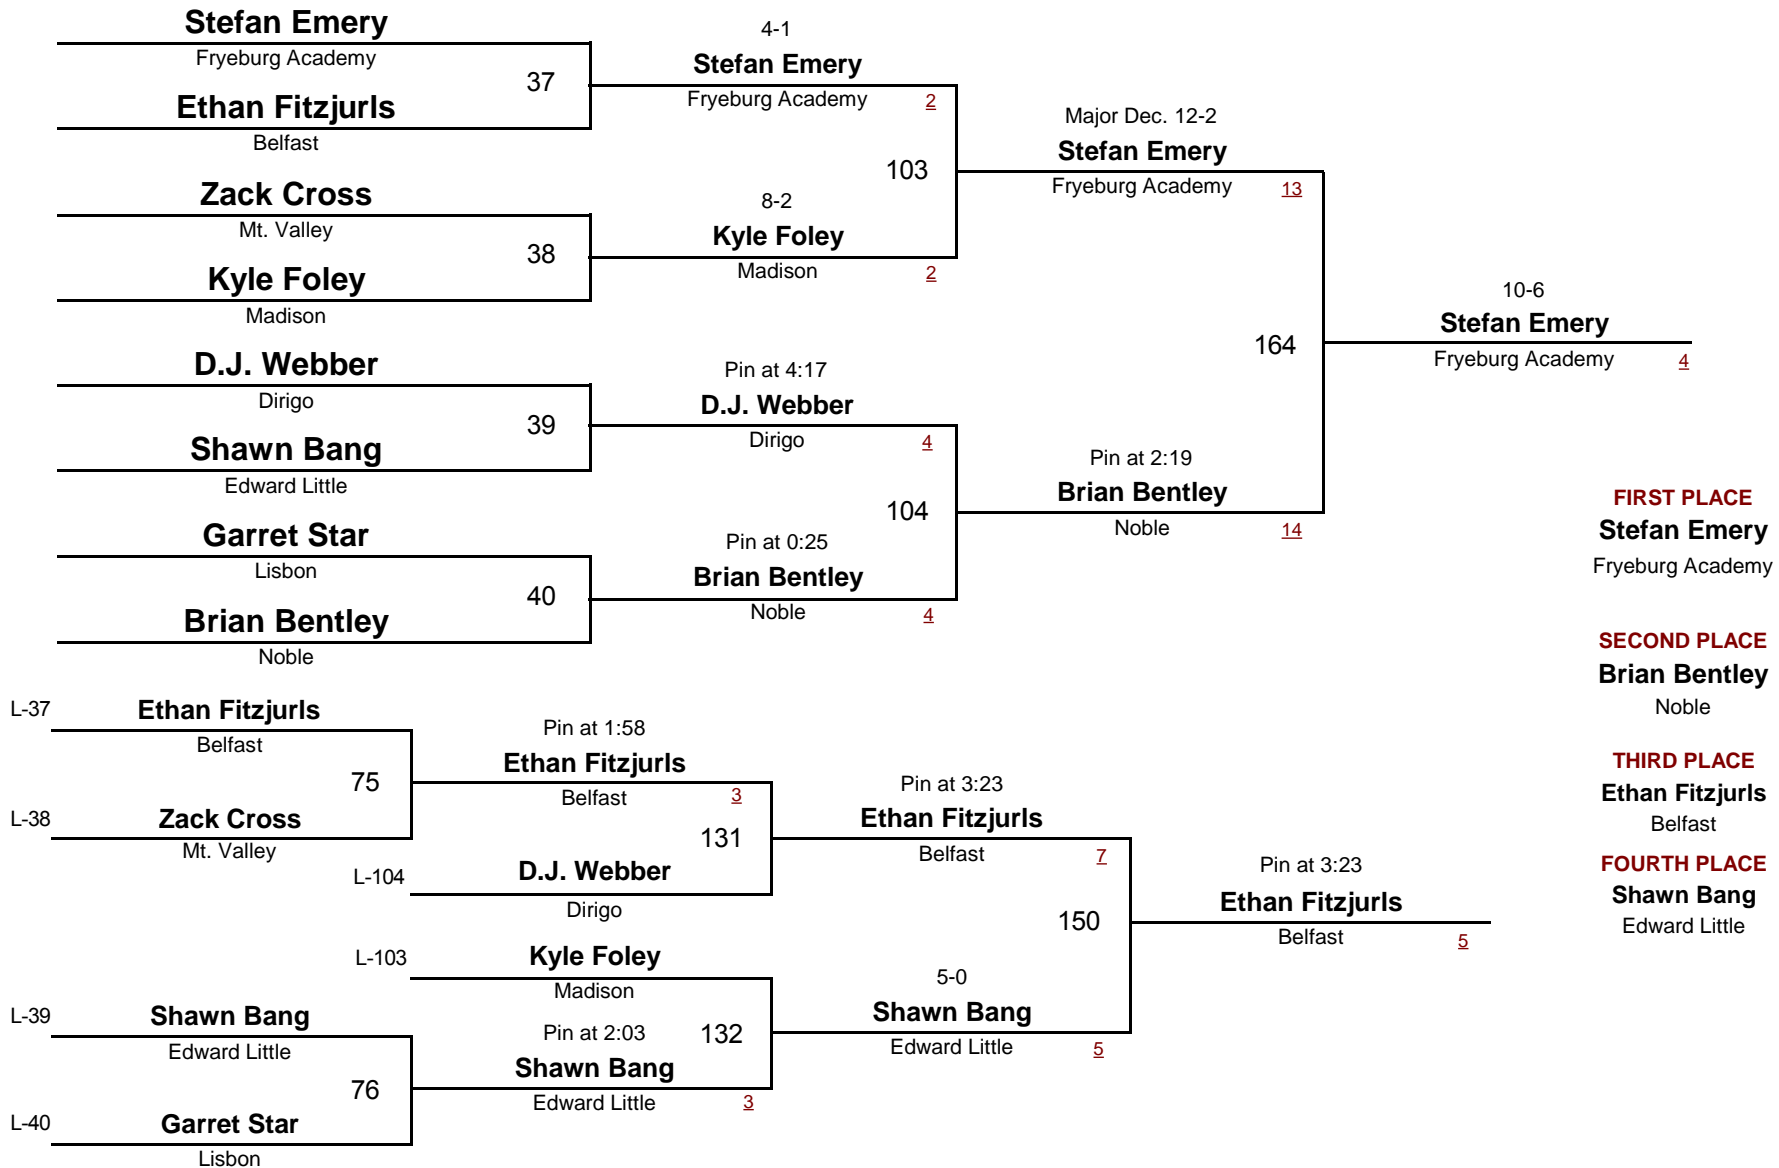 Stefan Emery
Fryeburg Academy
37
Ethan Fitzjurls
Belfast
Zack Cross
Mt. Valley
38
Kyle Foley
Madison
D.J. Webber
Dirigo
39
Shawn Bang
Edward Little
Garret Star
Lisbon
40
Brian Bentley
Noble
4-1
Stefan Emery
Fryeburg Academy
2
103
8-2
Kyle Foley
Madison
2
Pin at 4:17
D.J. Webber
Dirigo
4
104
Pin at 0:25
Brian Bentley
Noble
4
Major Dec. 12-2
Stefan Emery
Fryeburg Academy
13
164
Pin at 2:19
Brian Bentley
Noble
14
10-6
Stefan Emery
Fryeburg Academy
4
FIRST PLACE
Stefan Emery
Fryeburg Academy
SECOND PLACE
Brian Bentley
Noble
THIRD PLACE
Ethan Fitzjurls
Belfast
FOURTH PLACE
Shawn Bang
Edward Little
L-37
Ethan Fitzjurls
Belfast
75
L-38
Zack Cross
Mt. Valley
Pin at 1:58
Ethan Fitzjurls
Belfast
3
131
L-104
D.J. Webber
Dirigo
L-103
Kyle Foley
Madison
132
L-39
Shawn Bang
Edward Little
76
L-40
Garret Star
Lisbon
Pin at 2:03
Shawn Bang
Edward Little
3
Pin at 3:23
Ethan Fitzjurls
Belfast
7
150
5-0
Shawn Bang
Edward Little
5
Pin at 3:23
Ethan Fitzjurls
Belfast
5